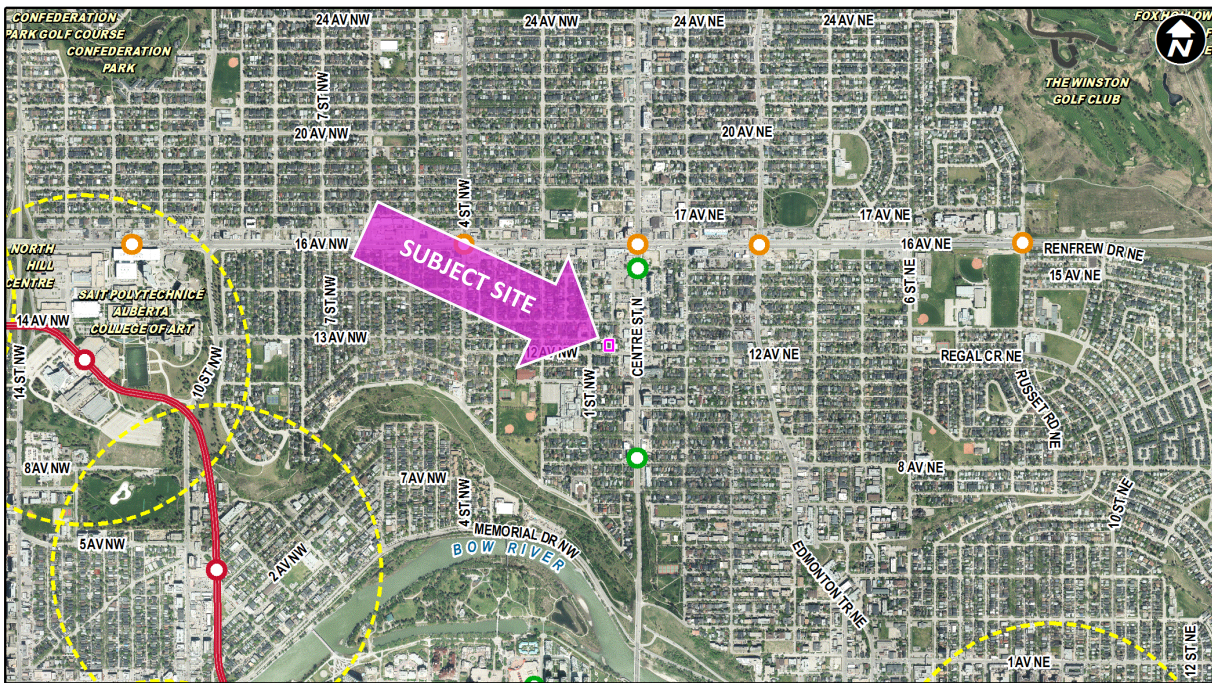 CONFEDERATION
PARK GOLF COURSE
CONFEDERATION
PARK
24 AV NW
24 AV NW
24 AV NE
24 AV NE
N
THE WINSTON
GOLF CLUB
7 ST NW
20 AV NW
20 AV NE
4 ST NW
17 AV NE
17 AV NE
16 AV NW
16 AV NE
RENFREW DR NE
15 AV NE
NORTH
HILL
CENTRE
SUBJECT SITE
6 ST NE
SAIT POLYTECHNIC
ALBERTA
COLLEGE OF ART
7 ST NW
14 AV NW
13 AV NW
12 AV NW
CENTRE ST N
12 AV NE
REGAL CR NE
14 ST NW
10 ST NW
1 ST NW
RUSSET RD NE
8 AV NW
7 AV NW
4 ST NW
8 AV NE
10 ST NE
5 AV NW
2 AV NW
MEMORIAL DR NW
BOW RIVER
EDMONTON TR NE
1 AV NE
12 ST NE